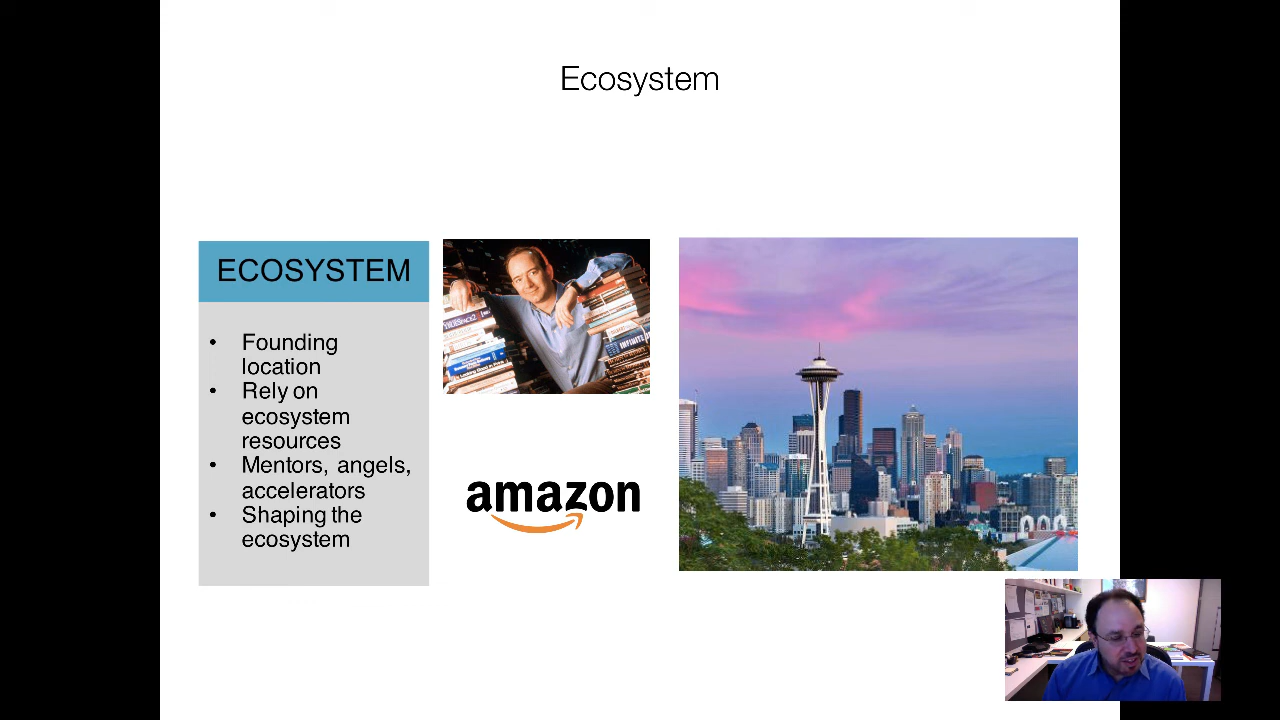 Ecosystem
ECOSYSTEM
• Founding
location
• Rely on
ecosystem
resources
• Mentors, angels,
accelerators
• Shaping the
ecosystem
amazon